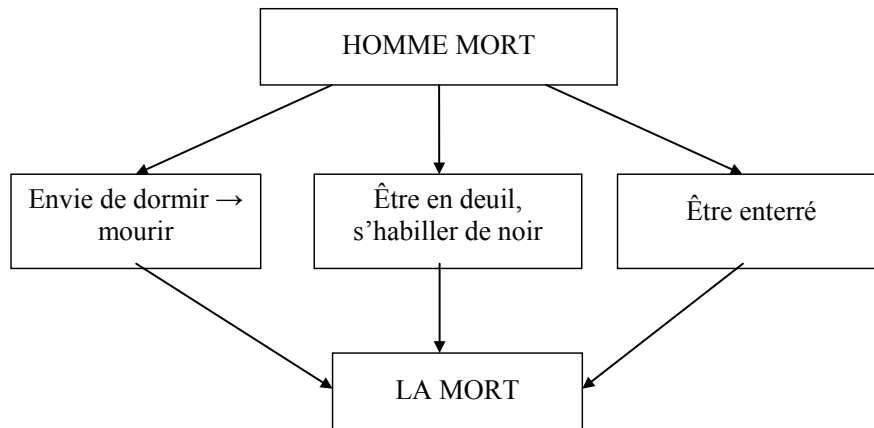 HOMME MORT
Envie de dormir →
mourir
Être en deuil,
s’habiller de noir
Être enterré
LA MORT